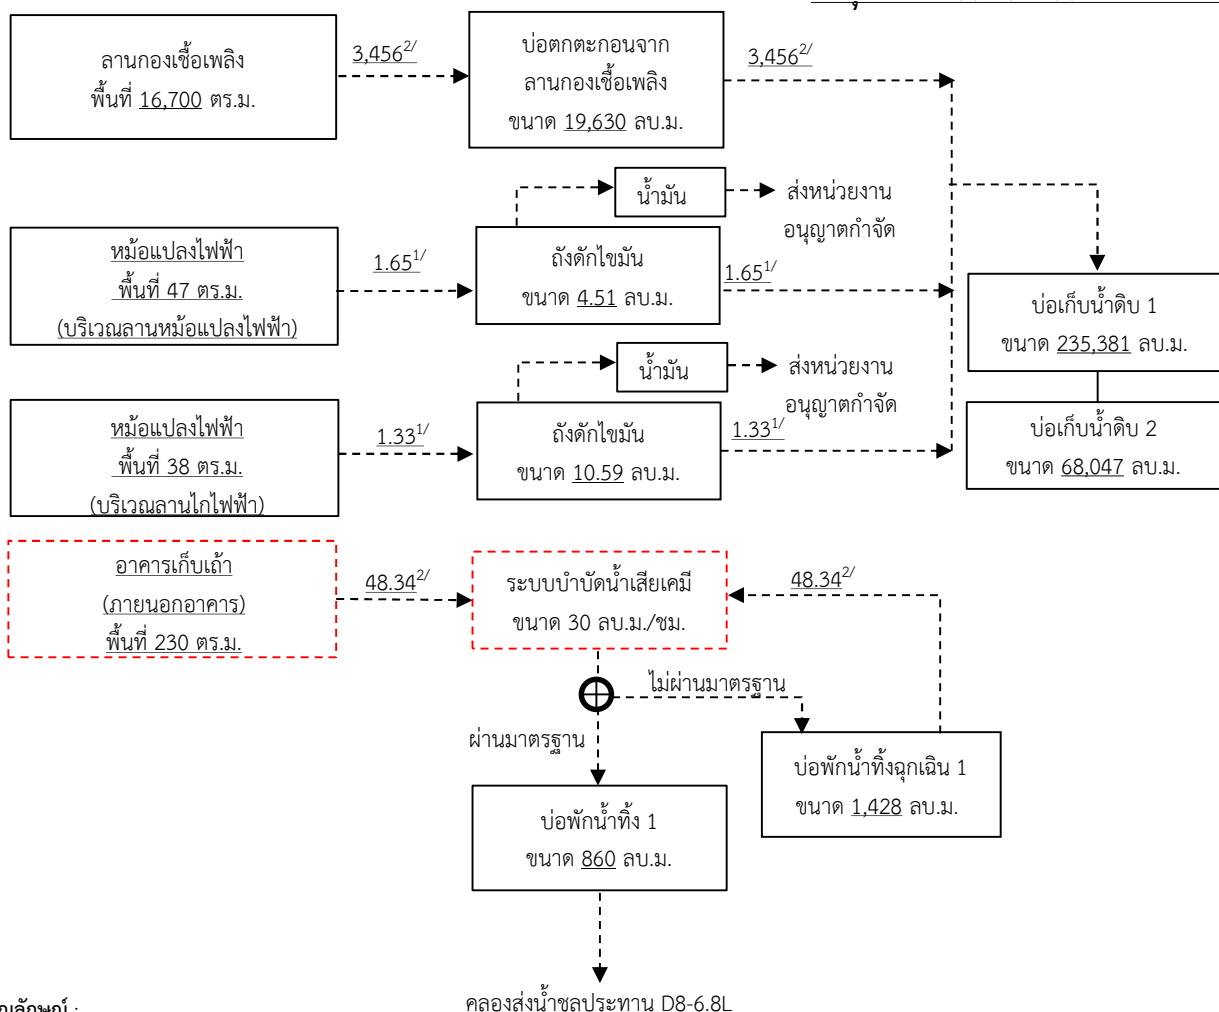 ลานกองเชื้อเพลิง
พื้นที่ 16,700 ตร.ม.
3,456 2/
บ่อตกตะกอนจาก
ลานกองเชื้อเพลิง
ขนาด 19,630 ลบ.ม.
3,456 2/
น้ำมัน
ส่งหน่วยงาน
อนุญาตกำจัด
หม้อแปลงไฟฟ้า
พื้นที่ 47 ตร.ม.
(บริเวณลานหม้อแปลงไฟฟ้า)
1.65 1/
ถังดักไขมัน
ขนาด 4.51 ลบ.ม.
1.65 1/
บ่อเก็บน้ำดิบ 1
ขนาด 235,381 ลบ.ม.
น้ำมัน
ส่งหน่วยงาน
อนุญาตกำจัด
หม้อแปลงไฟฟ้า
พื้นที่ 38 ตร.ม.
(บริเวณลานไกไฟฟ้า)
1.33 1/
ถังดักไขมัน
ขนาด 10.59 ลบ.ม.
1.33 1/
บ่อเก็บน้ำดิบ 2
ขนาด 68,047 ลบ.ม.
อาคารเก็บเถ้า
(ภายนอกอาคาร)
พื้นที่ 230 ตร.ม.
48.34 2/
ระบบบำบัดน้ำเสียเคมี
ขนาด 30 ลบ.ม./ชม.
48.34 2/
ไม่ผ่านมาตรฐาน
ผ่านมาตรฐาน
บ่อพักน้ำทิ้งฉุกเฉิน 1
ขนาด 1,428 ลบ.ม.
บ่อพักน้ำทิ้ง 1
ขนาด 860 ลบ.ม.
คลองส่งน้ำชลประทาน D8-6.8L